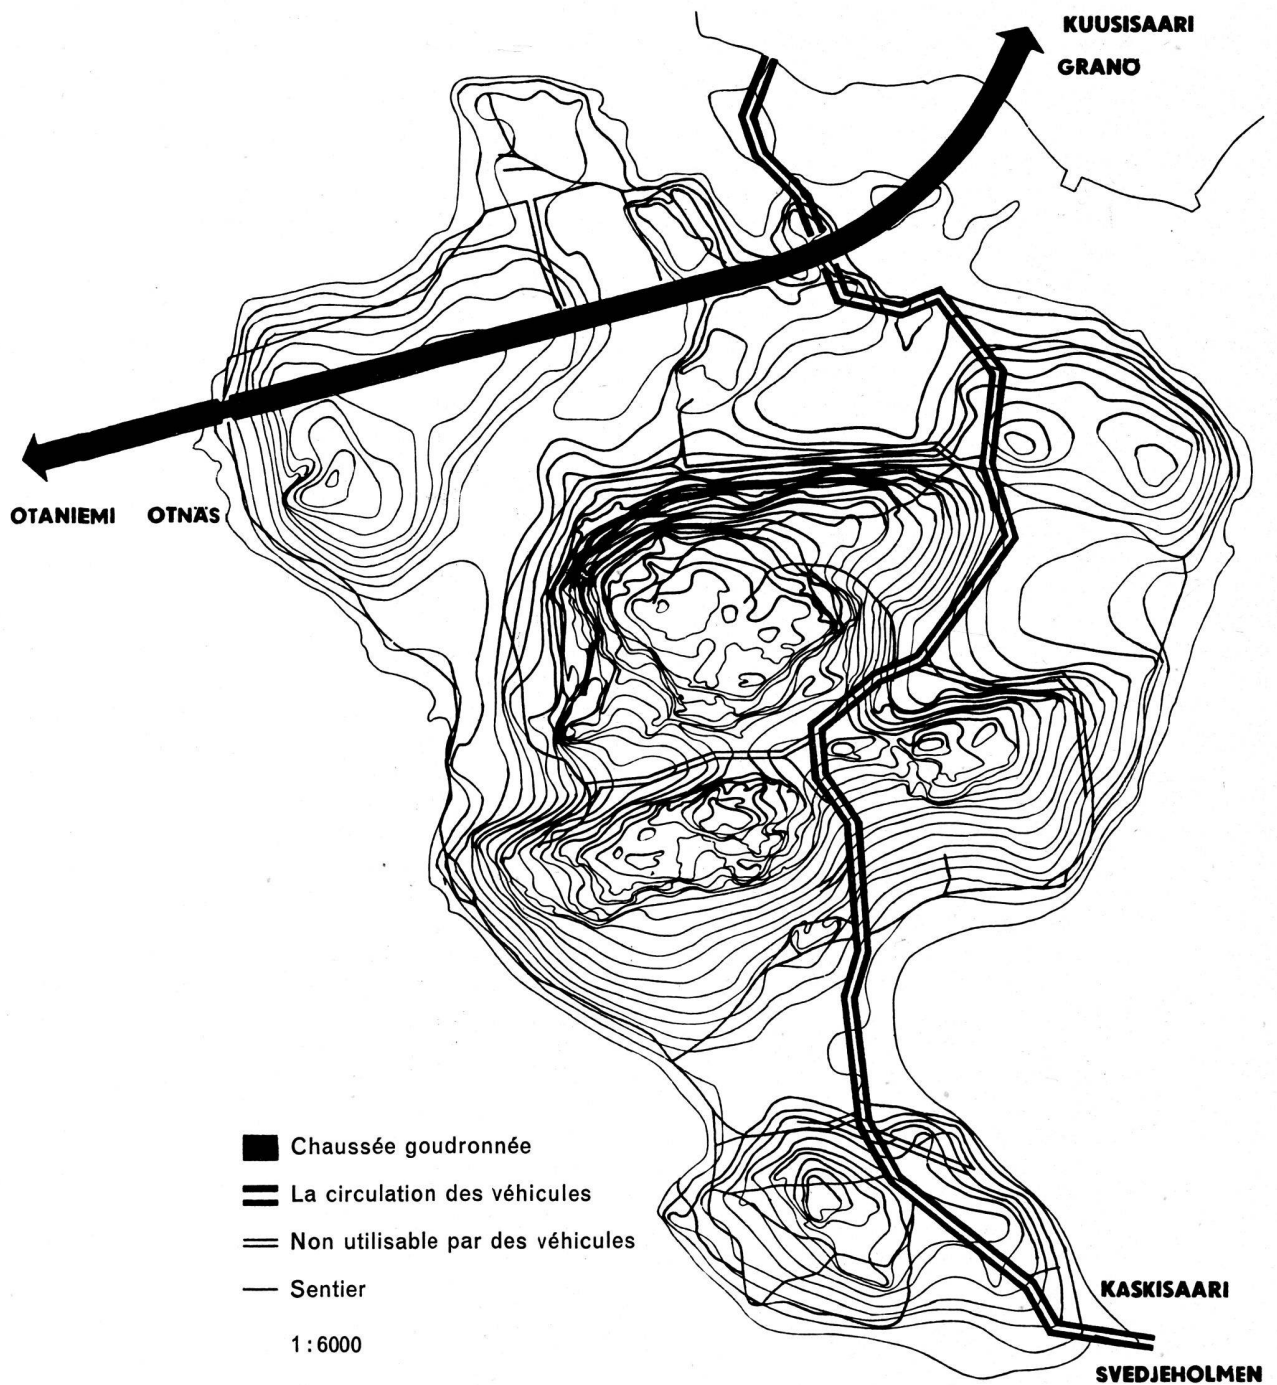 KUUSISAARI
GRANÖ
OTANIEMI OTNÄS
Chaussée goudronnée
La circulation des véhicules
Non utilisable par des véhicules
Sentier
1:6000
KASKISAARI
SVEDJEHOLMEN